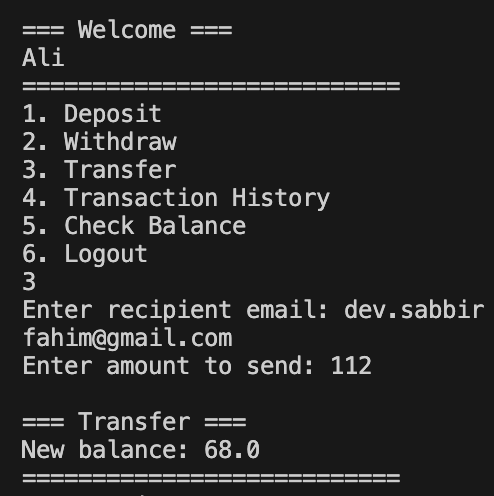 === Welcome ===
Ali
===========================
1. Deposit
2. Withdraw
3. Transfer
4. Transaction History
5. Check Balance
6. Logout
3
Enter recipient email: dev.sabbir
fahim@gmail.com
Enter amount to send: 112
=== Transfer ===
New balance: 68.0
===========================